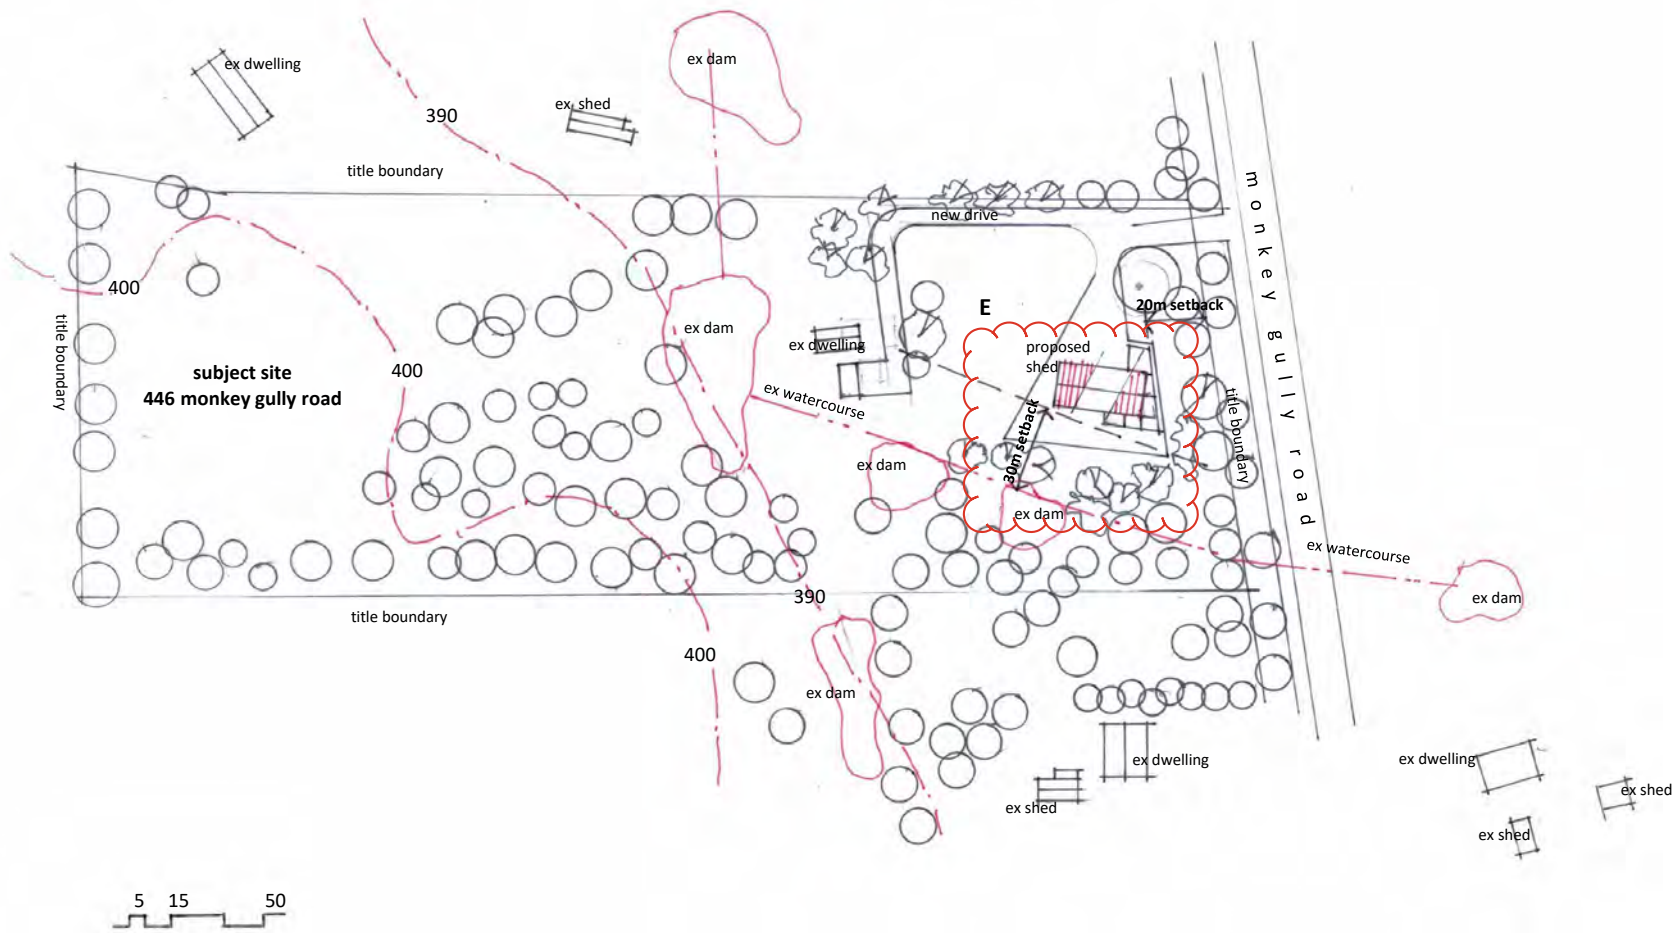 ex dam
ex dwelling
ex shed
390
title boundary
monkey gully road
new drive
400
E
20m setback
title boundary
ex dam
ex dwelling
proposed
shed
subject site
446 monkey gully road
400
ex watercourse
title boundary
30m setback
ex dam
ex dam
ex watercourse
ex dam
390
title boundary
400
ex dam
ex dwelling
ex dwelling
ex shed
ex shed
ex shed
5 15 50